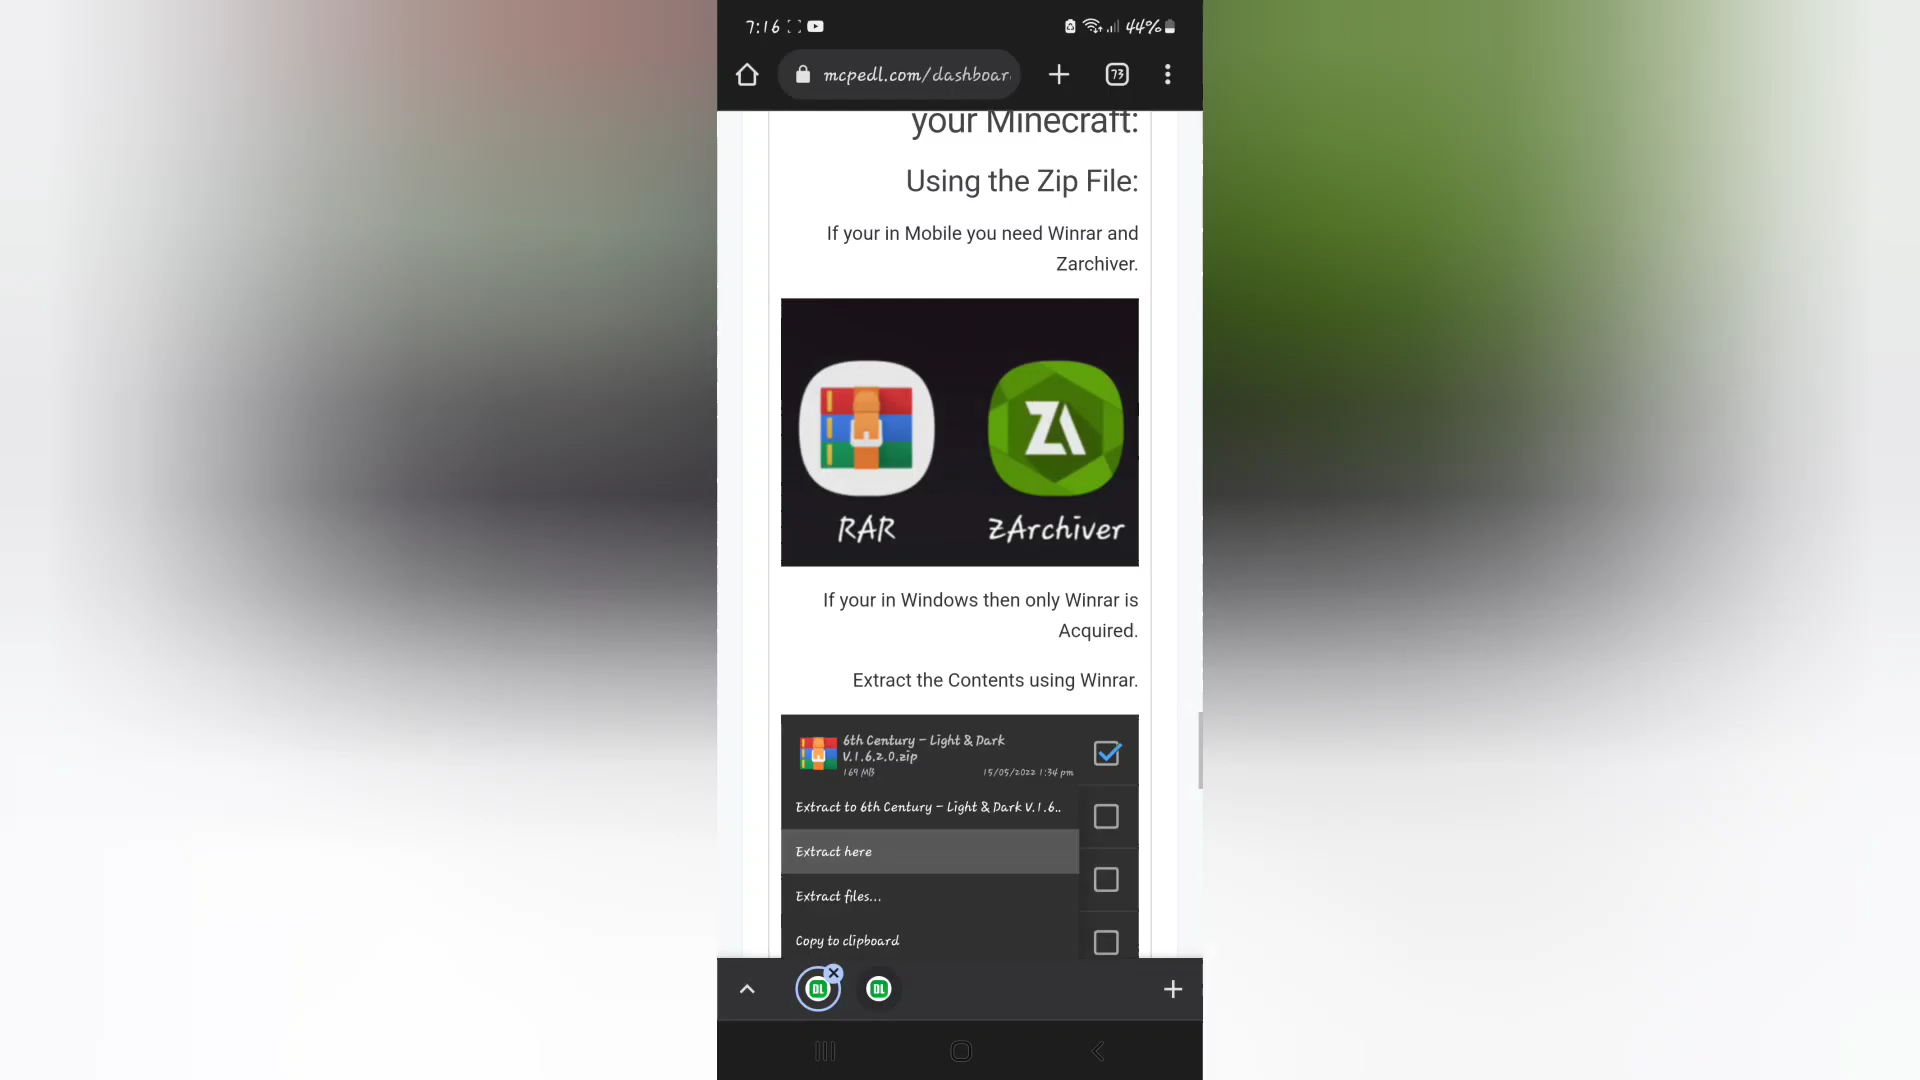 7:16
44%
mcpedl.com/dashboar
73
your Minecraft:
Using the Zip File:
If your in Mobile you need Winrar and
Zarchiver.
ZA
RAR
ZArchiver
If your in Windows then only Winrar is
Acquired.
Extract the Contents using Winrar.
6th Century - Light & Dark
V.1.6.2.0.zip
169 MB
15/05/2022 1:34 pm
Extract to 6th Century - Light & Dark V.1.6..
Extract here
Extract files...
Copy to clipboard
DL
DL